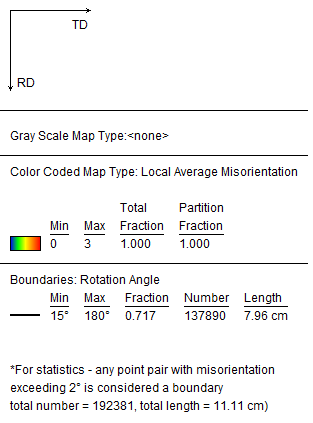 TD
RD
Gray Scale Map Type:<none>
Color Coded Map Type: Local Average Misorientation
Total Partition
Min Max Fraction Fraction
0 3 1.000 1.000
Boundaries: Rotation Angle
Min Max Fraction Number Length
15° 180° 0.717 137890 7.96 cm
*For statistics - any point pair with misorientation
exceeding 2° is considered a boundary
total number = 192381, total length = 11.11 cm)